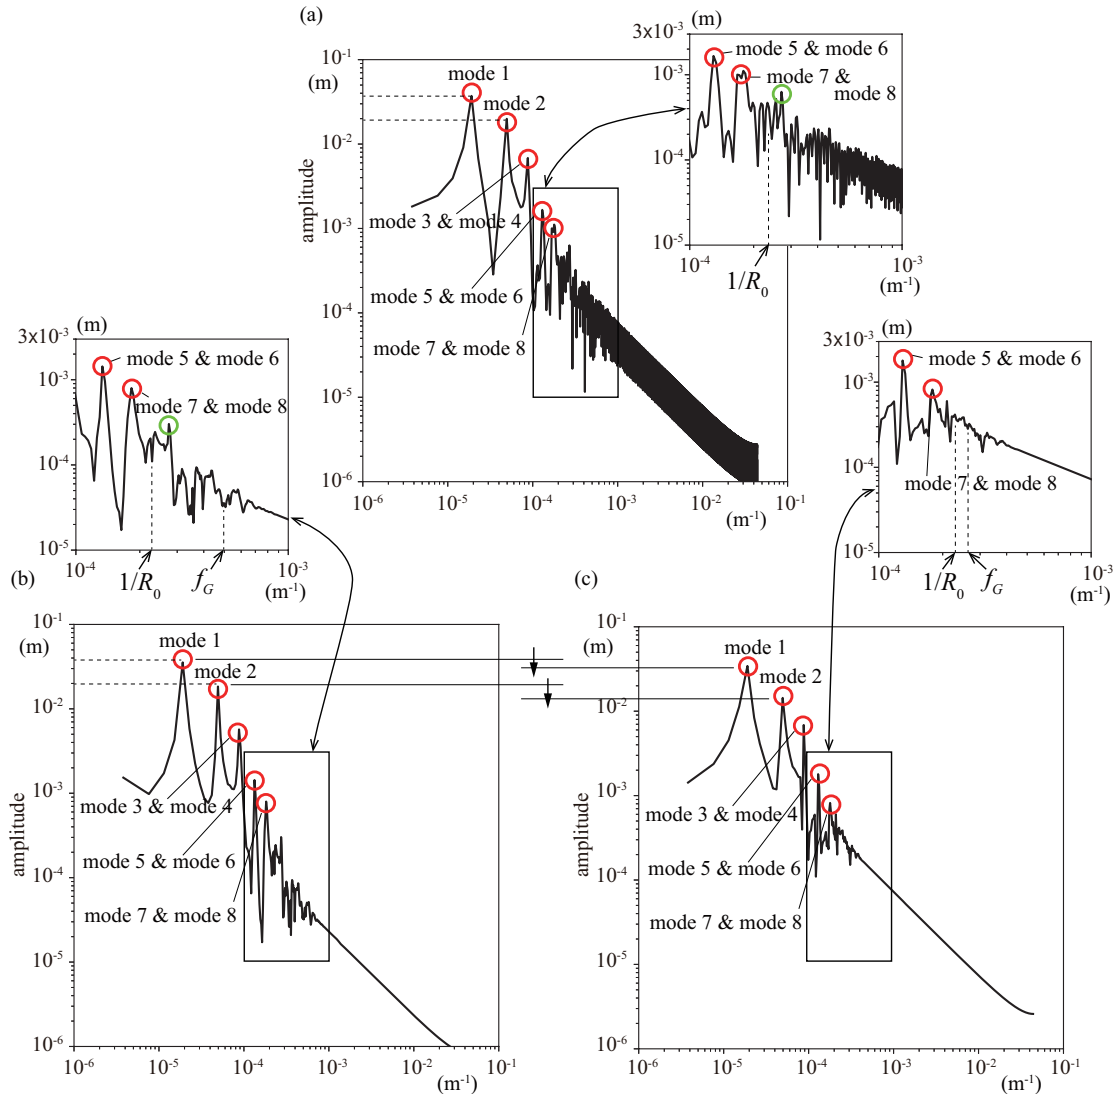 (a)
(m)
3x10-3
10-3
10-4
10-5
mode 5 & mode 6
mode 7 &
mode 8
1/R0
10-4
10-3
(m-1)
10-1
(m)
10-2
10-3
10-4
10-5
10-6
amplitude
mode 1
mode 2
mode 3 & mode 4
mode 5 & mode 6
mode 7 & mode 8
10-6
10-5
10-4
10-3
10-2
10-1
(m-1)
(m)
3x10-3
10-3
10-4
10-5
mode 5 & mode 6
mode 7 & mode 8
10-4
1/R0
fG
10-3
(m-1)
(m)
3x10-3
10-3
10-4
10-5
mode 5 & mode 6
mode 7 & mode 8
10-4
1/R0
fG
10-3
(m-1)
(b)
10-1
(m)
10-2
10-3
10-4
10-5
10-6
amplitude
mode 1
mode 2
mode 3 & mode 4
mode 5 & mode 6
mode 7 & mode 8
10-6
10-5
10-4
10-3
10-2
10-1
(m-1)
(c)
10-1
(m)
10-2
10-3
10-4
10-5
10-6
amplitude
mode 1
mode 2
mode 3 & mode 4
mode 5 & mode 6
mode 7 & mode 8
10-6
10-5
10-4
10-3
10-2
10-1
(m-1)